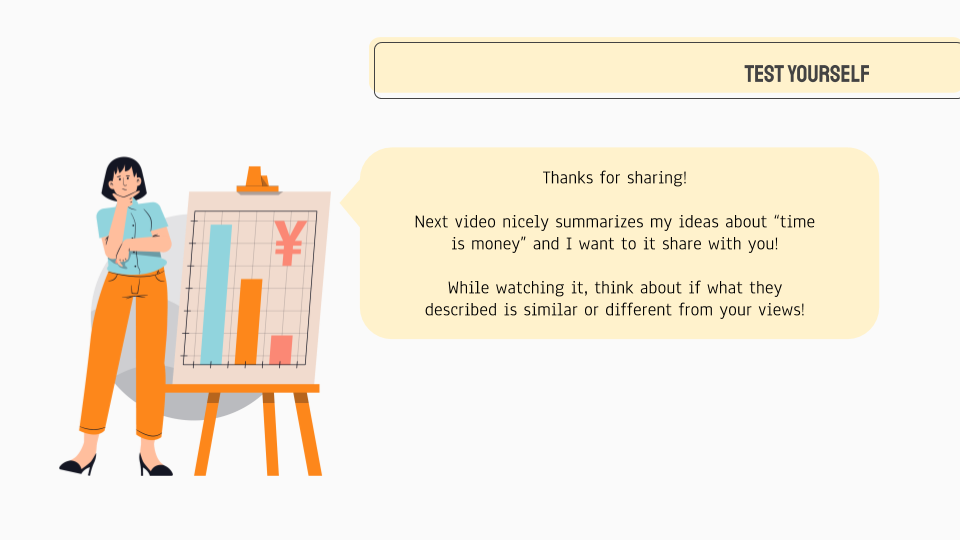 TEST YOURSELF
Thanks for sharing!
Next video nicely summarizes my ideas about “time
is money” and I want to it share with you!
While watching it, think about if what they
described is similar or different from your views!
¥